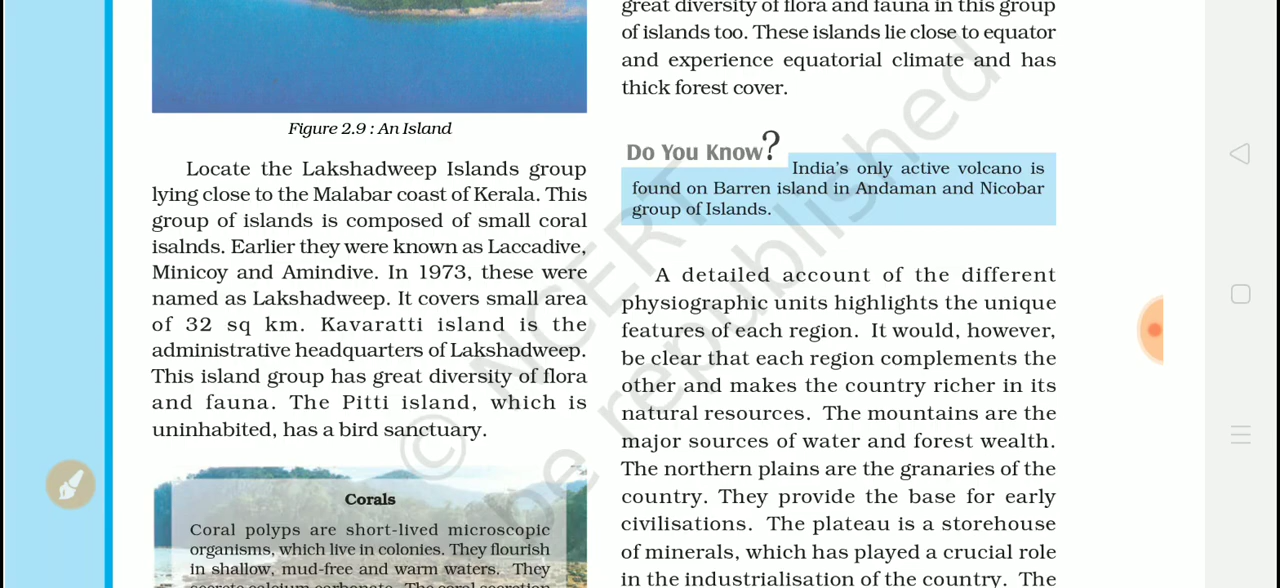 Figure 2.9 : An Island
Locate the Lakshadweep Islands group
lying close to the Malabar coast of Kerala. This
group of islands is composed of small coral
isalnds. Earlier they were known as Laccadive,
Minicoy and Amindive. In 1973, these were
named as Lakshadweep. It covers small area
of 32 sq km. Kavaratti island is the
administrative headquarters of Lakshadweep.
This island group has great diversity of flora
and fauna. The Pitti island, which is
uninhabited, has a bird sanctuary.
Corals
Coral polyps are short-lived microscopic
organisms, which live in colonies. They flourish
in shallow, mud-free and warm waters. They
secrete calcium carbonate. The coral secretion
great diversity of flora and fauna in this group
of islands too. These islands lie close to equator
and experience equatorial climate and has
thick forest cover.
Do You Know?
India's only active volcano is
found on Barren island in Andaman and Nicobar
group of Islands.
A detailed account of the different
physiographic units highlights the unique
features of each region. It would, however,
be clear that each region complements the
other and makes the country richer in its
natural resources. The mountains are the
major sources of water and forest wealth.
The northern plains are the granaries of the
country. They provide the base for early
civilisations. The plateau is a storehouse
of minerals, which has played a crucial role
in the industrialisation of the country. The
© NCERT
be republished